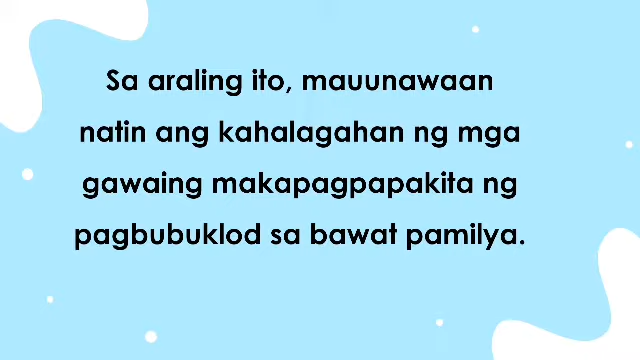 Sa araling ito, mauunawaan
natin ang kahalagahan ng mga
gawaing makapagpapakita ng
pagbubuklod sa bawat pamilya.